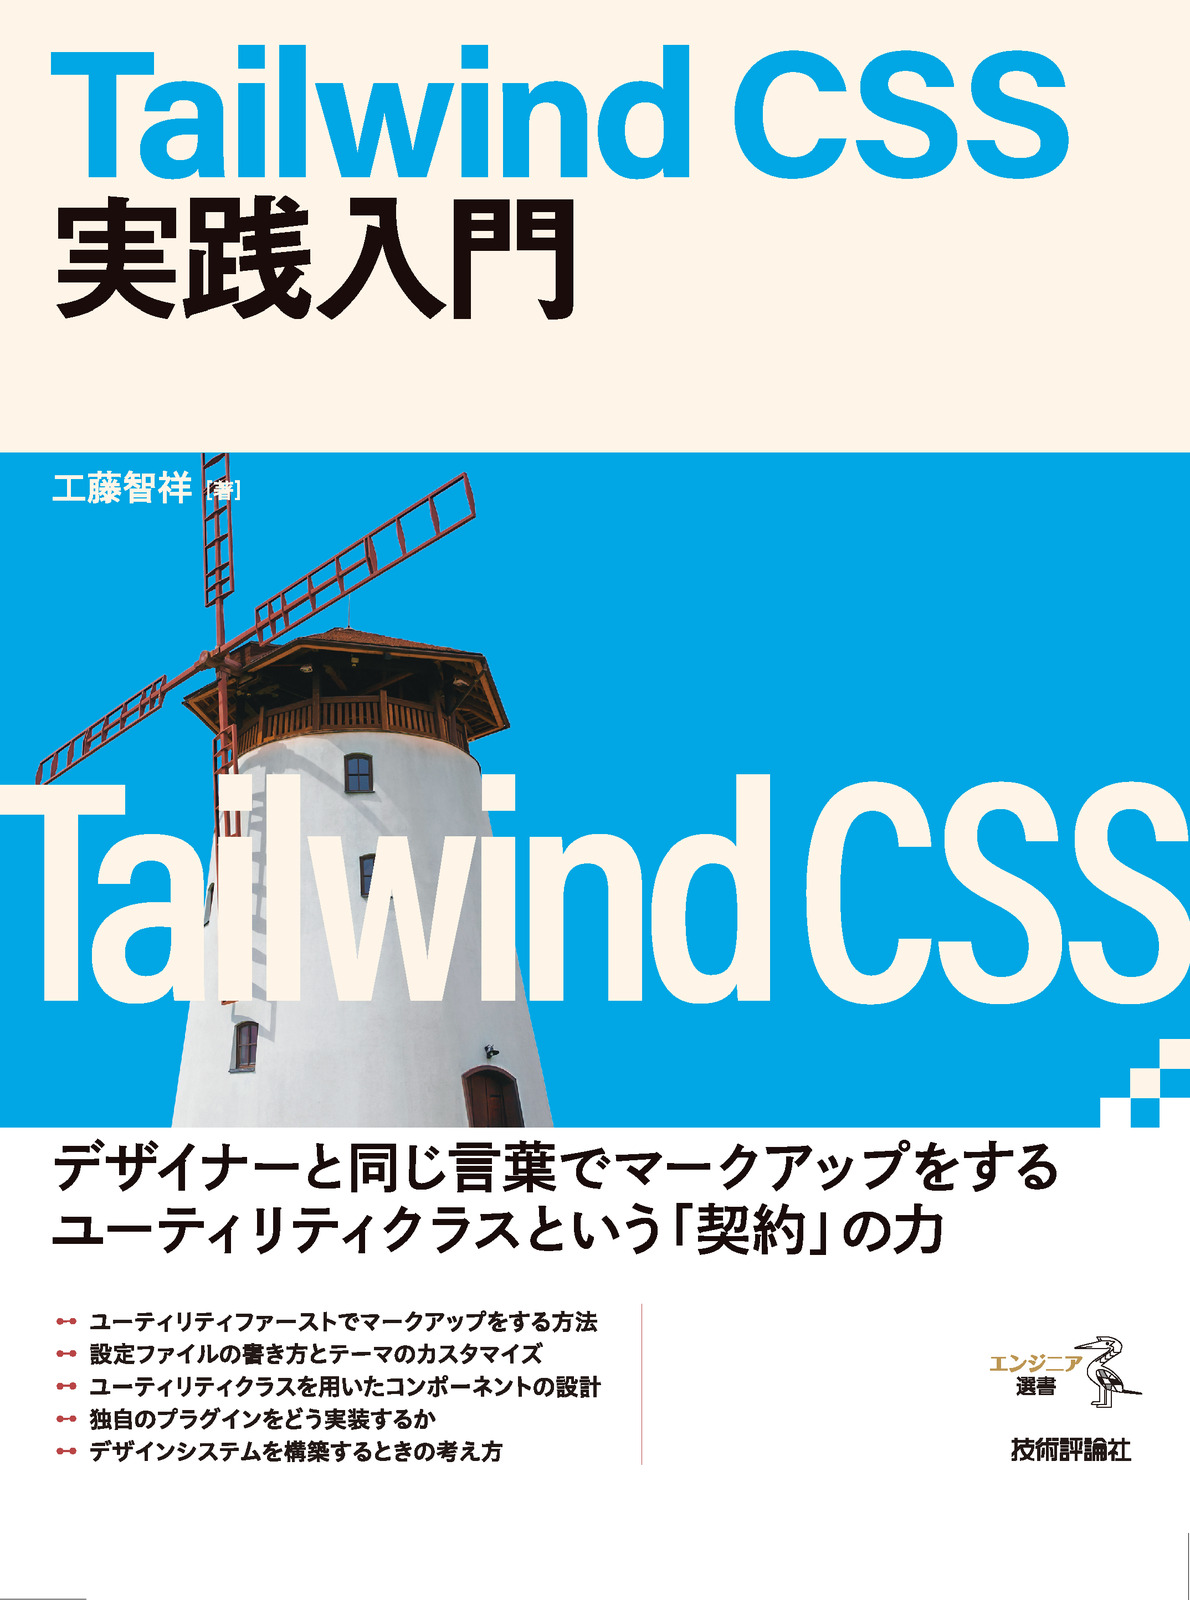 Tailwind CSS
実践入門
工藤智祥 [著]
Tailwind CSS
デザイナーと同じ言葉でマークアップをする
ユーティリティクラスという「契約」の力
ユーティリティファーストでマークアップをする方法
設定ファイルの書き方とテーマのカスタマイズ
ユーティリティクラスを用いたコンポーネントの設計
独自のプラグインをどう実装するか
デザインシステムを構築するときの考え方
エンジニア
選書
技術評論社